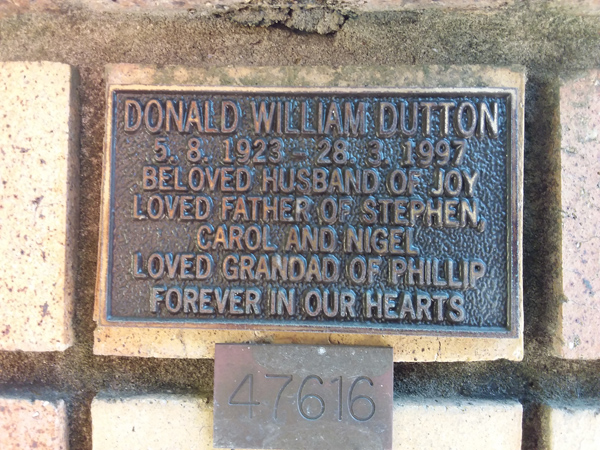 DONALD WILLIAM DUTTON
5. 8. 1923 - 28. 3. 1997
BELOVED HUSBAND OF JOY
LOVED FATHER OF STEPHEN,
CAROL AND NIGEL
LOVED GRANDAD OF PHILLIP
FOREVER IN OUR HEARTS
47616